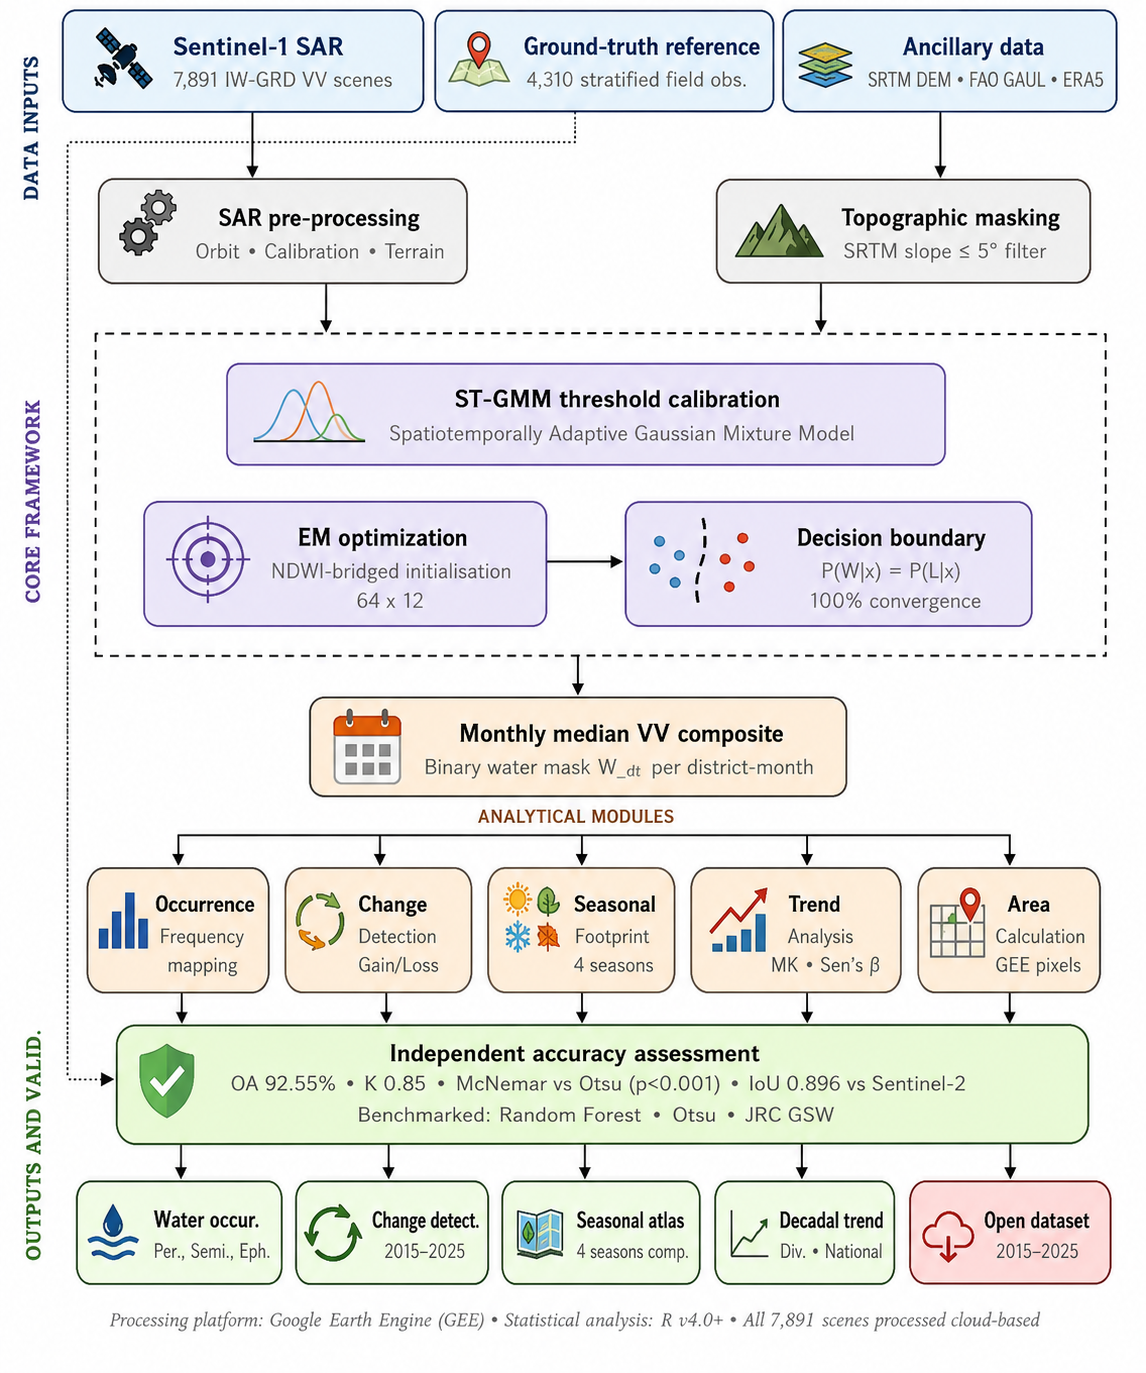 DATA INPUTS
Sentinel-1 SAR
7,891 IW-GRD VV scenes
Ground-truth reference
4,310 stratified field obs.
Ancillary data
SRTM DEM • FAO GAUL • ERA5
SAR pre-processing
Orbit • Calibration • Terrain
Topographic masking
SRTM slope ≤ 5° filter
CORE FRAMEWORK
ST-GMM threshold calibration
Spatiotemporally Adaptive Gaussian Mixture Model
EM optimization
NDWI-bridged initialisation
64 x 12
Decision boundary
P(W|x) = P(L|x)
100% convergence
Monthly median VV composite
Binary water mask W_dt per district-month
ANALYTICAL MODULES
Occurrence
Frequency
mapping
Change
Detection
Gain/Loss
Seasonal
Footprint
4 seasons
Trend
Analysis
MK • Sen's β
Area
Calculation
GEE pixels
OUTPUTS AND VALID.
Independent accuracy assessment
OA 92.55% • K 0.85 • McNemar vs Otsu (p<0.001) • IoU 0.896 vs Sentinel-2
Benchmarked: Random Forest • Otsu • JRC GSW
Water occur.
Per., Semi., Eph.
Change detect.
2015–2025
Seasonal atlas
4 seasons comp.
Decadal trend
Div. • National
Open dataset
2015–2025
Processing platform: Google Earth Engine (GEE) • Statistical analysis: R v4.0+ • All 7,891 scenes processed cloud-based